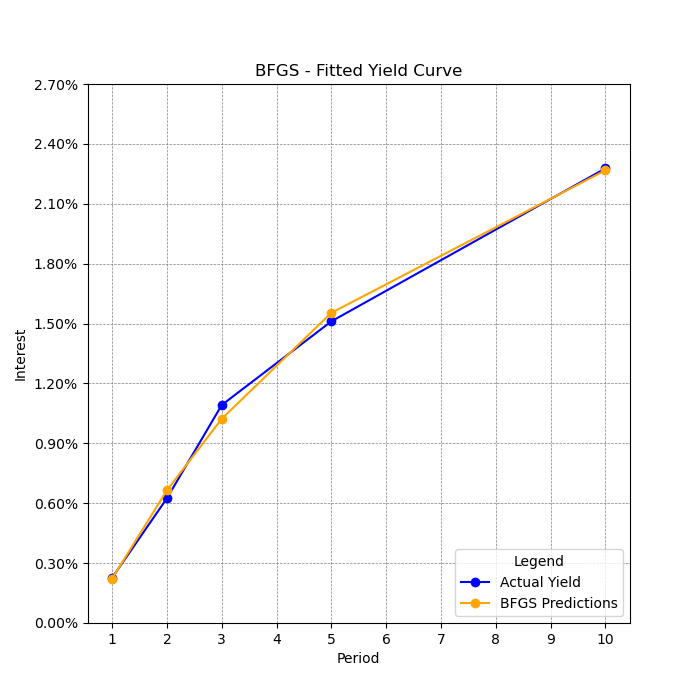 BFGS - Fitted Yield Curve
2.70%
2.40%
2.10%
1.80%
1.50%
1.20%
0.90%
0.60%
0.30%
0.00%
Interest
1 2 3 4 5 6 7 8 9 10
Period
Legend
Actual Yield
BFGS Predictions